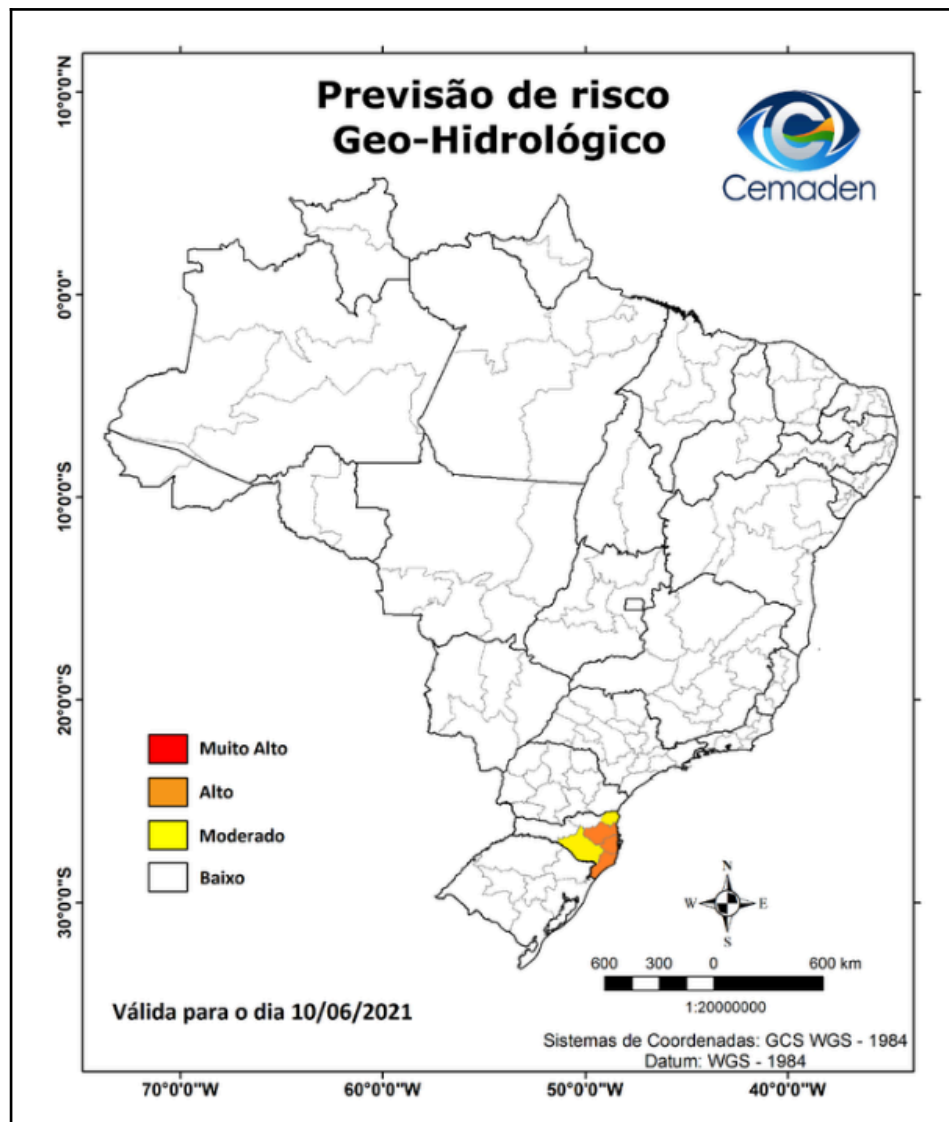 Previsão de risco
Geo-Hidrológico
Cemaden
10°0'0"N
0°0'0"
10°0'0"S
20°0'0"S
30°0'0"S
Muito Alto
Alto
Moderado
Baixo
N
W E
S
600 300 0 600 km
1:20000000
Válida para o dia 10/06/2021
Sistemas de Coordenadas: GCS WGS - 1984
Datum: WGS - 1984
70°0'0"W 60°0'0"W 50°0'0"W 40°0'0"W